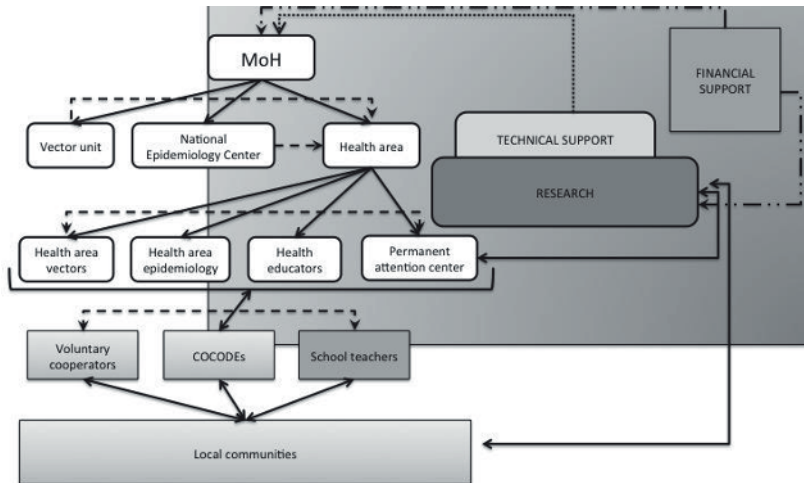 MoH
FINANCIAL
SUPPORT
Vector unit
National
Epidemiology Center
Health area
TECHNICAL SUPPORT
RESEARCH
Health area
vectors
Health area
epidemiology
Health
educators
Permanent
attention center
Voluntary
cooperators
COCODEs
School teachers
Local communities